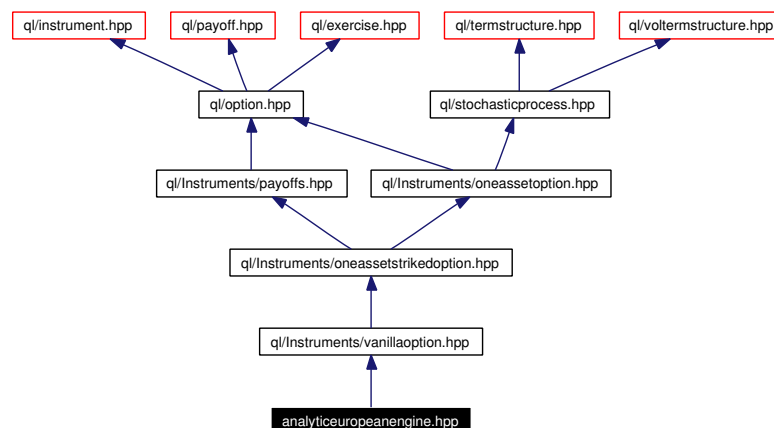 ql/instrument.hpp
ql/payoff.hpp
ql/exercise.hpp
ql/termstructure.hpp
ql/voltermstructure.hpp
ql/option.hpp
ql/stochasticprocess.hpp
ql/Instruments/payoffs.hpp
ql/Instruments/oneassetoption.hpp
ql/Instruments/oneassetstrikedoption.hpp
ql/Instruments/vanillaoption.hpp
analyticeuropeanengine.hpp